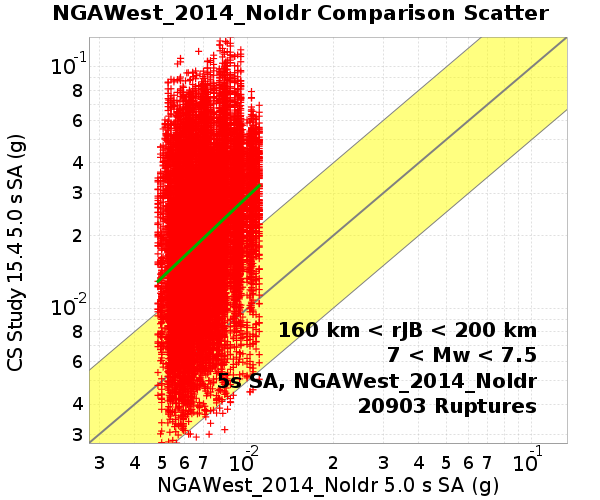 NGAWest_2014_NoIdr Comparison Scatter
CS Study 15.4 5.0 s SA (g)
10-1
8
6
4
3
2
10-2
8
6
4
3
160 km < rJB < 200 km
7 < Mw < 7.5
5s SA, NGAWest_2014_NoIdr
20903 Ruptures
3 4 5 6 7 10-2 2 3 4 5 6 7 8 10-1
NGAWest_2014_NoIdr 5.0 s SA (g)